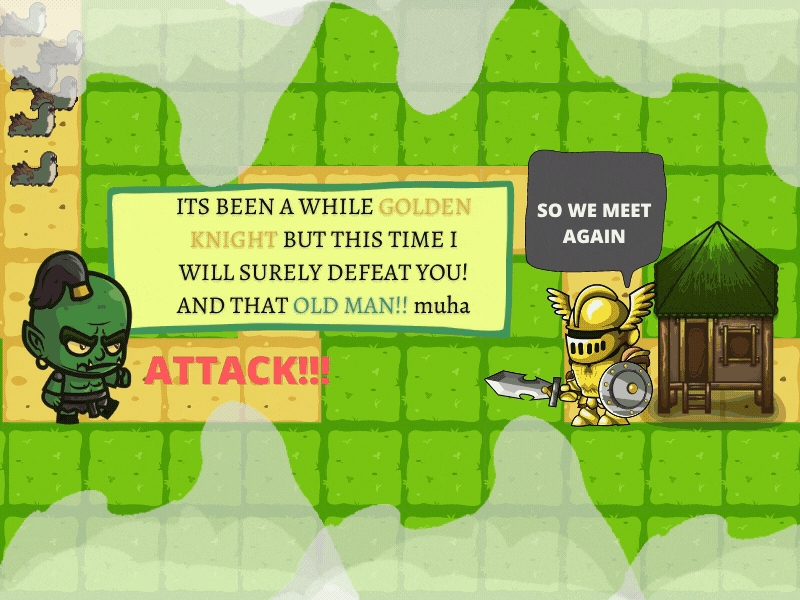 ITS BEEN A WHILE GOLDEN
KNIGHT BUT THIS TIME I
WILL SURELY DEFEAT YOU!
AND THAT OLD MAN!! muha
SO WE MEET
AGAIN
ATTACK!!!